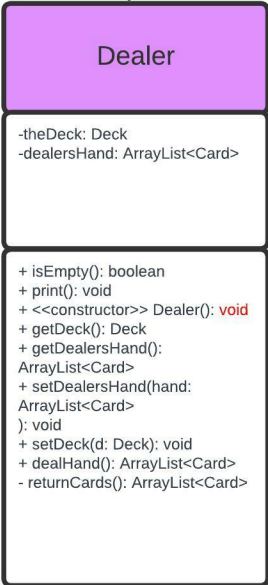 Dealer
-theDeck: Deck
-dealersHand: ArrayList<Card>
+ isEmpty(): boolean
+ print(): void
+ <<constructor>> Dealer(): void
+ getDeck(): Deck
+ getDealersHand():
ArrayList<Card>
+ setDealersHand(hand:
ArrayList<Card>
): void
+ setDeck(d: Deck): void
+ dealHand(): ArrayList<Card>
- returnCards(): ArrayList<Card>